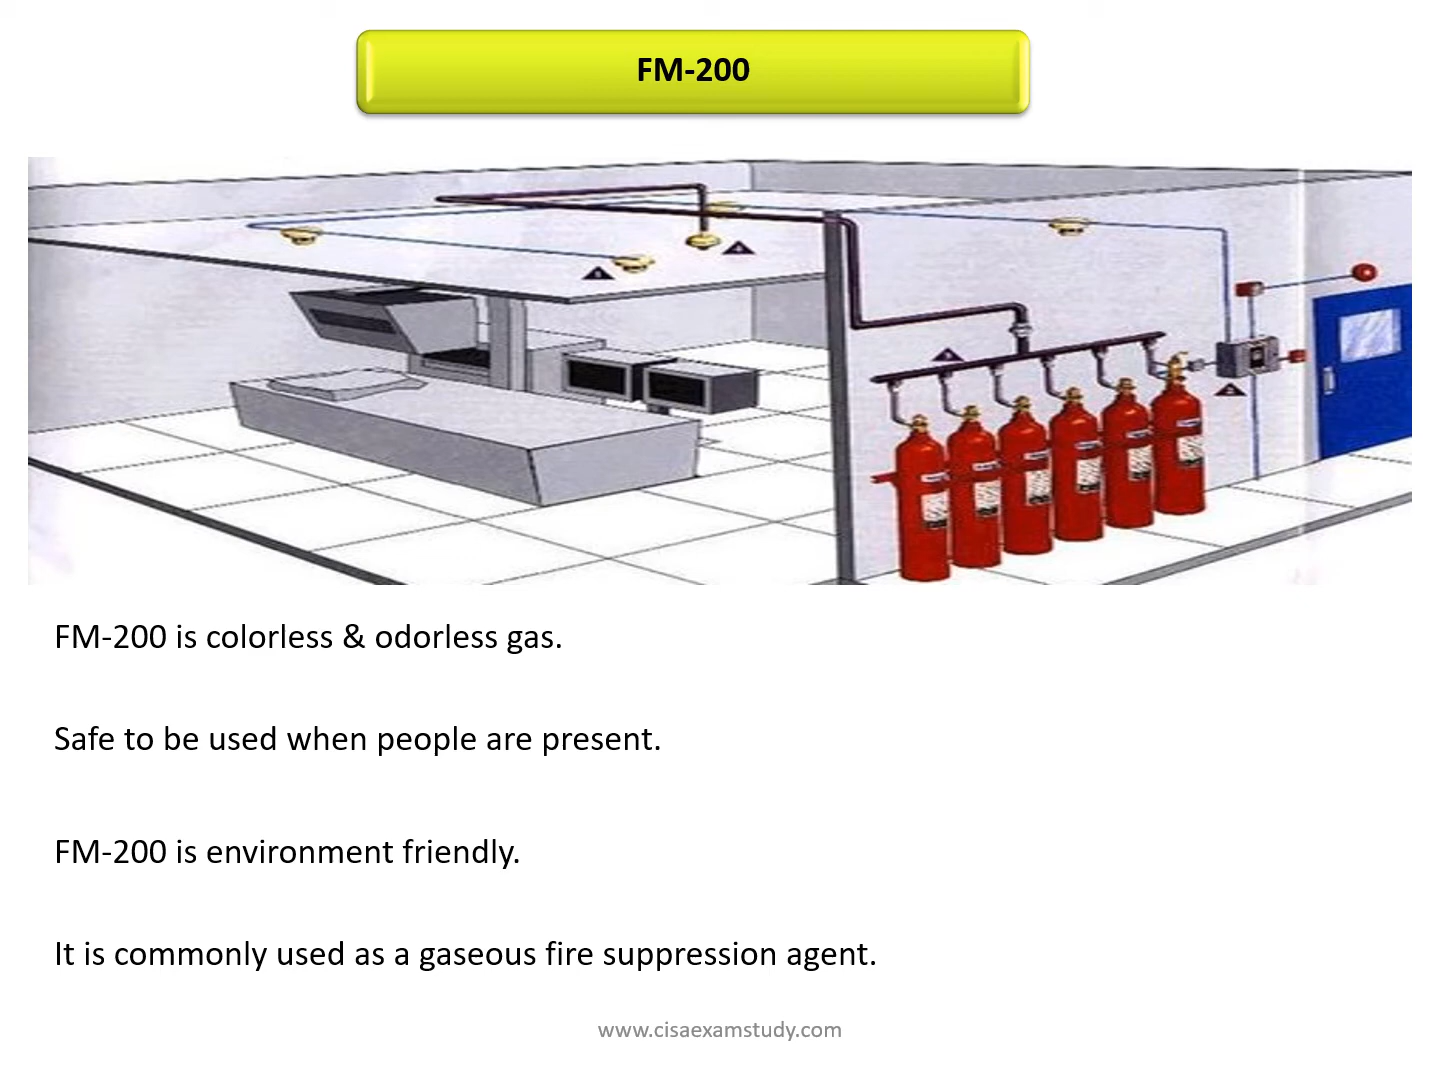 FM-200
FM-200 is colorless & odorless gas.
Safe to be used when people are present.
FM-200 is environment friendly.
It is commonly used as a gaseous fire suppression agent.
www.cisaexamstudy.com